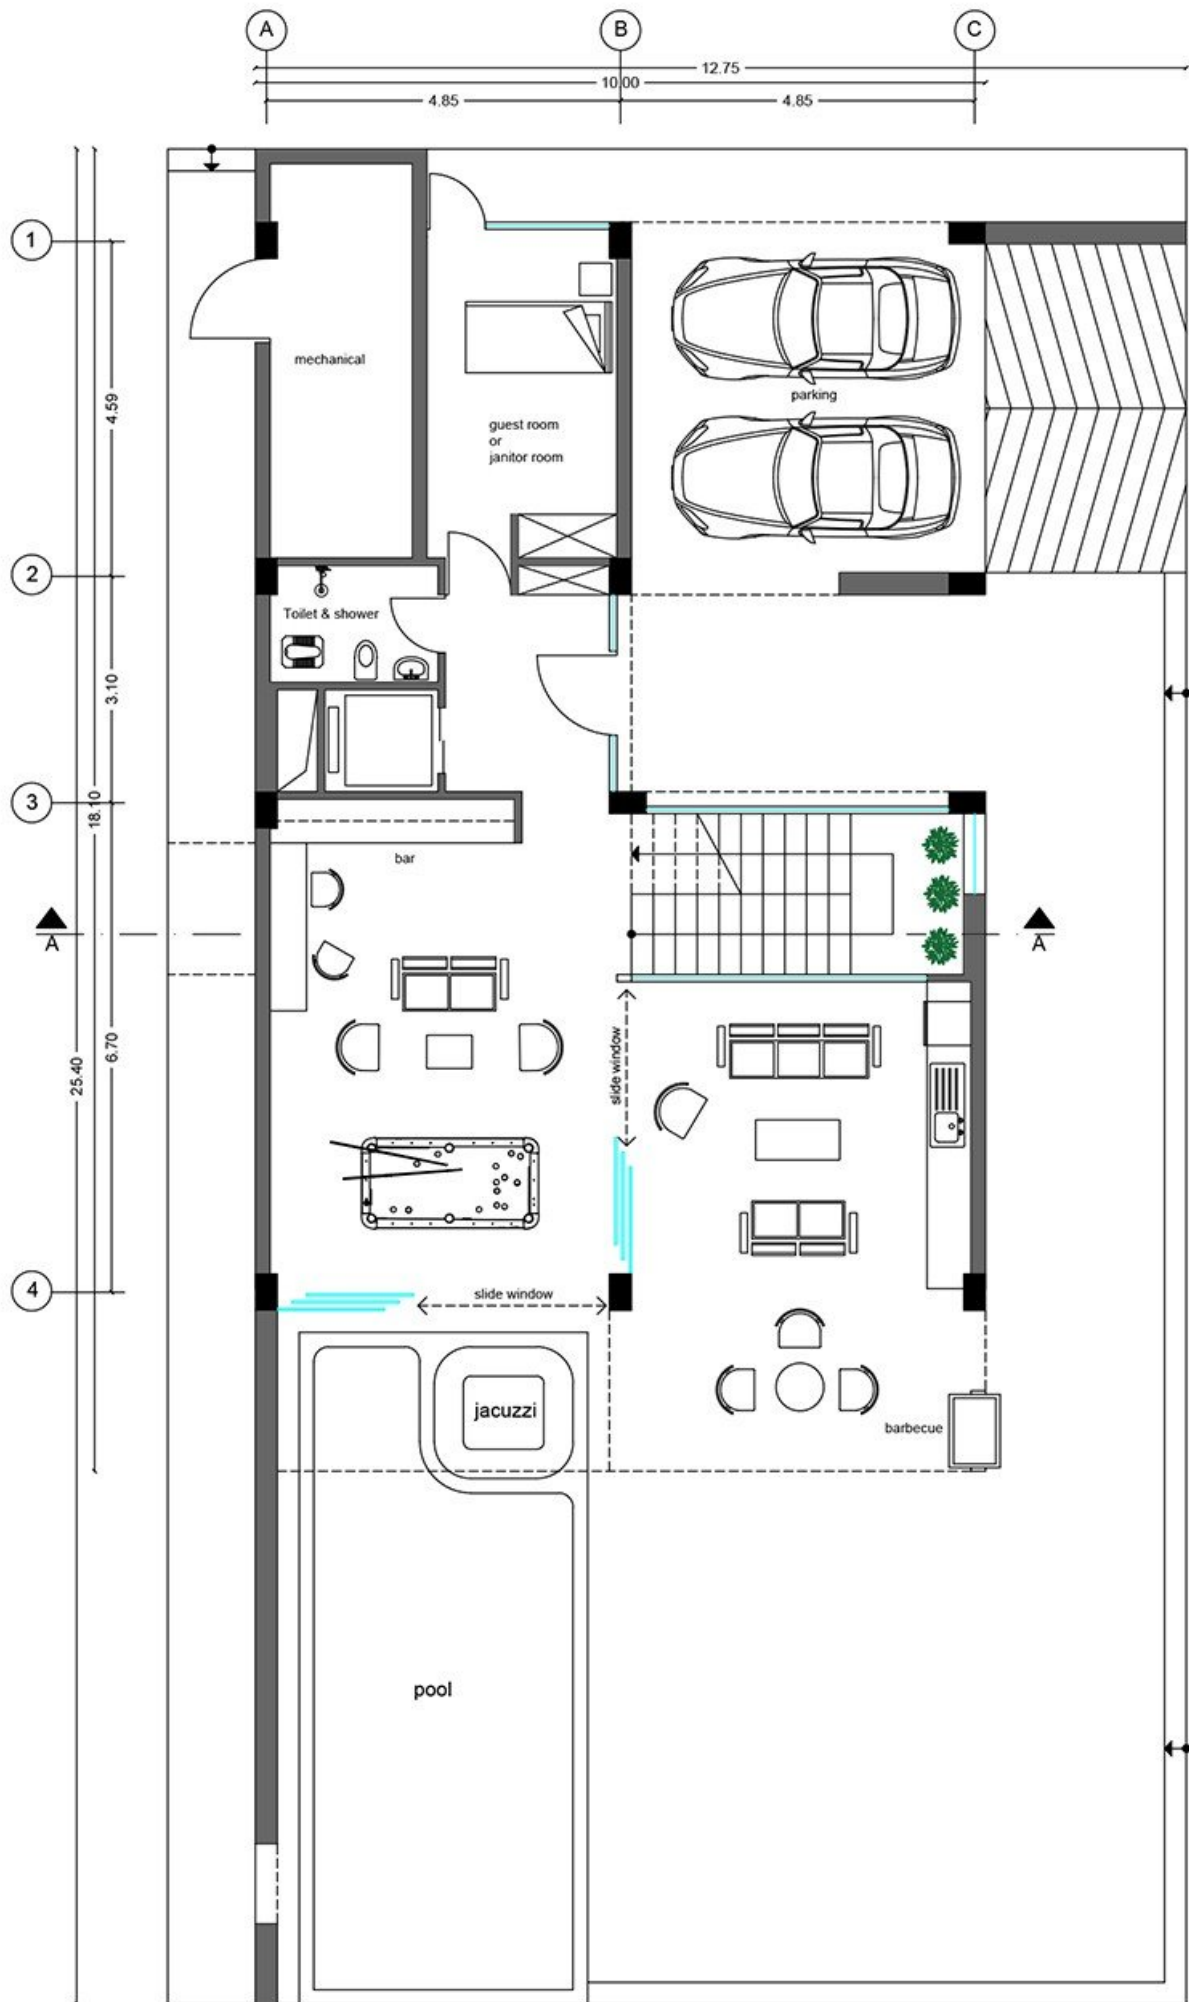 A
B
C
12.75
10.00
4.85
4.85
1
mechanical
parking
4.59
guest room
or
janitor room
2
Toilet & shower
3.10
3
18.10
bar
A
A
6.70
25.40
slide window
4
slide window
jacuzzi
barbecue
pool